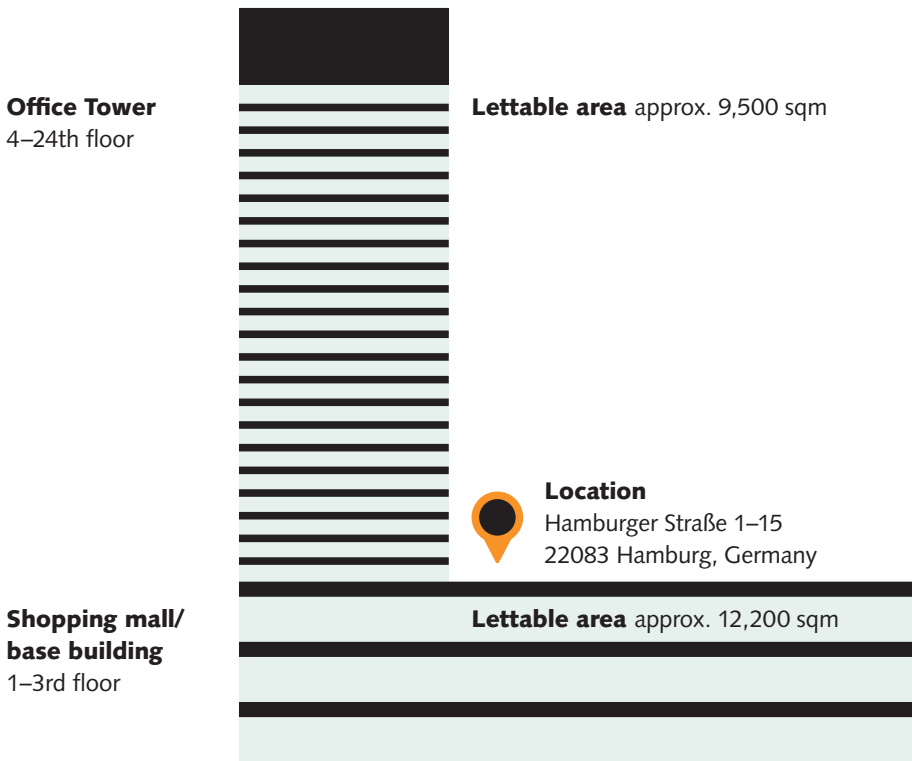 Office Tower
4–24th floor
Lettable area approx. 9,500 sqm
Location
Hamburger Straße 1–15
22083 Hamburg, Germany
Shopping mall/
base building
1–3rd floor
Lettable area approx. 12,200 sqm